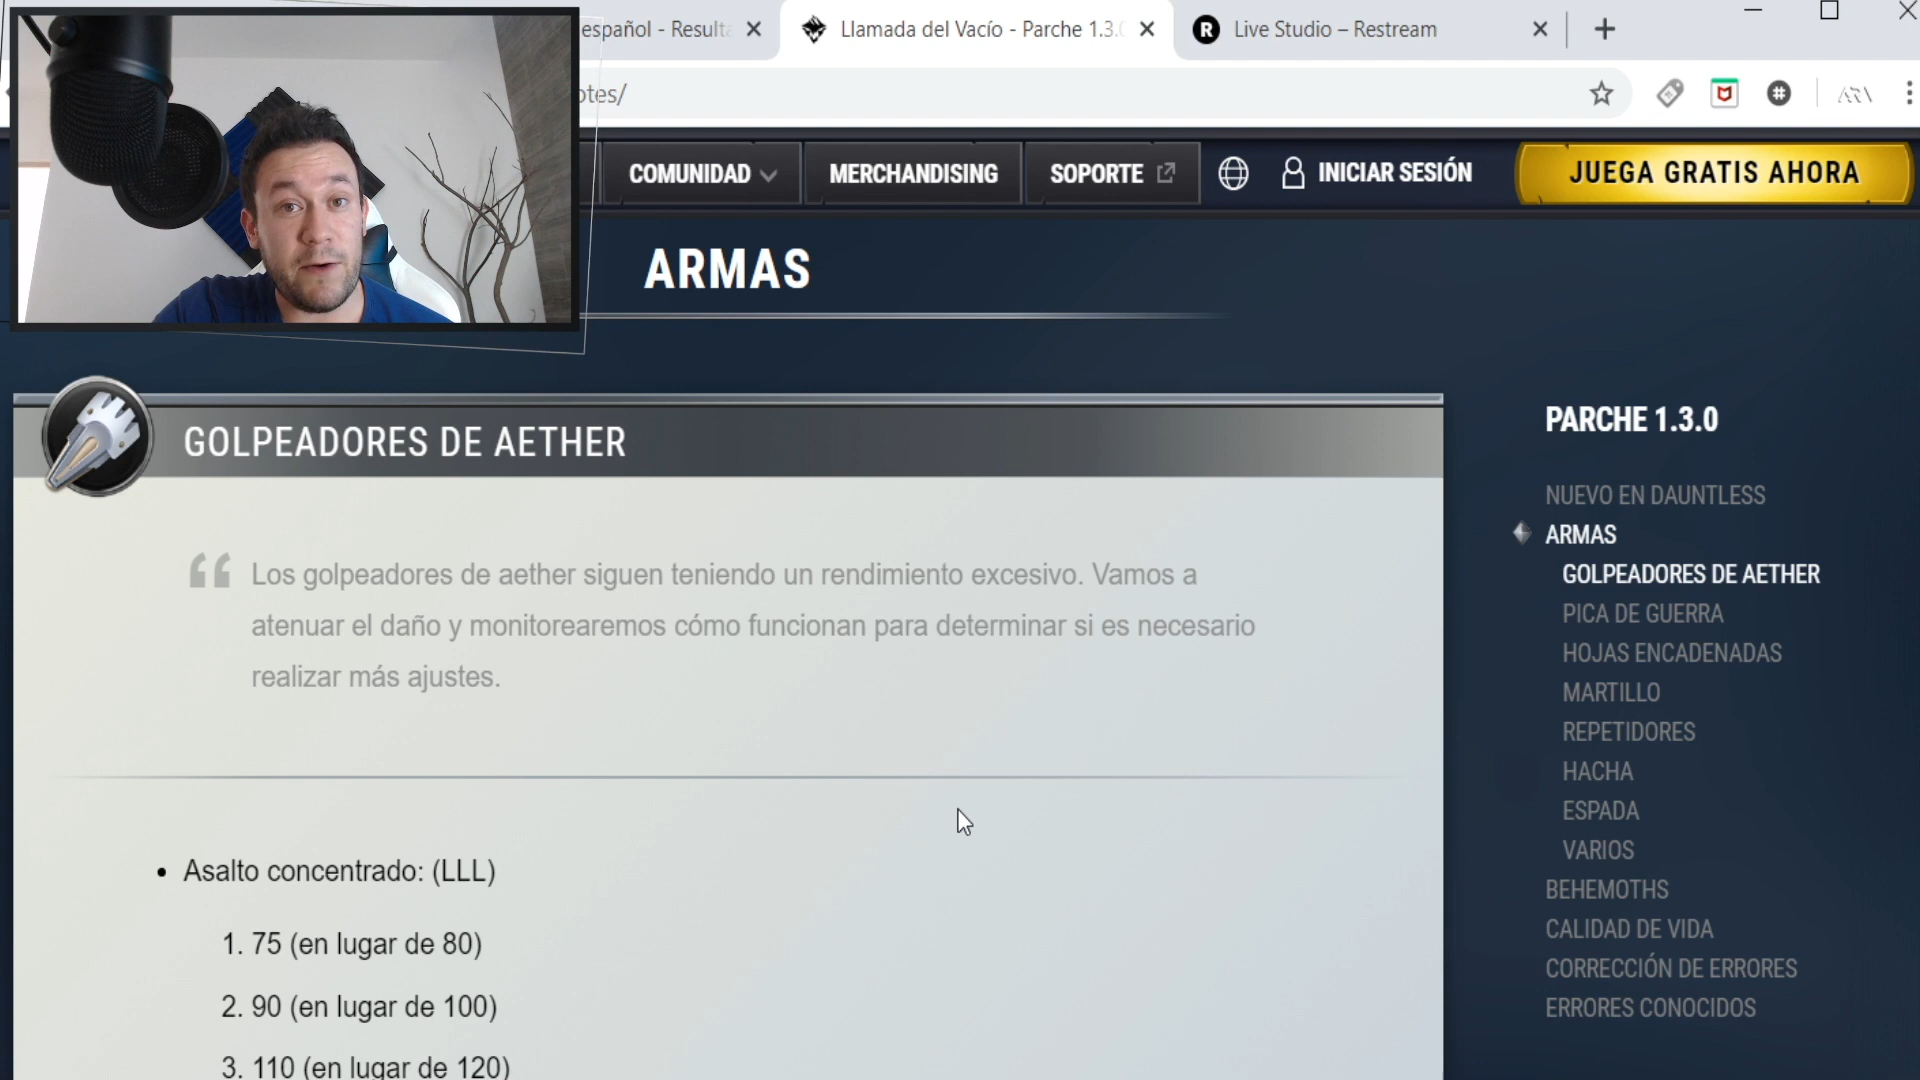 español - Resulta
Llamada del Vacío - Parche 1.3.0
Live Studio – Restream
otes/
COMUNIDAD
MERCHANDISING
SOPORTE
INICIAR SESIÓN
JUEGA GRATIS AHORA
ARMAS
GOLPEADORES DE AETHER
“ Los golpeadores de aether siguen teniendo un rendimiento excesivo. Vamos a
atenuar el daño y monitorearemos cómo funcionan para determinar si es necesario
realizar más ajustes.
• Asalto concentrado: (LLL)
1. 75 (en lugar de 80)
2. 90 (en lugar de 100)
3. 110 (en lugar de 120)
PARCHE 1.3.0
NUEVO EN DAUNTLESS
ARMAS
GOLPEADORES DE AETHER
PICA DE GUERRA
HOJAS ENCADENADAS
MARTILLO
REPETIDORES
HACHA
ESPADA
VARIOS
BEHEMOTHS
CALIDAD DE VIDA
CORRECCIÓN DE ERRORES
ERRORES CONOCIDOS